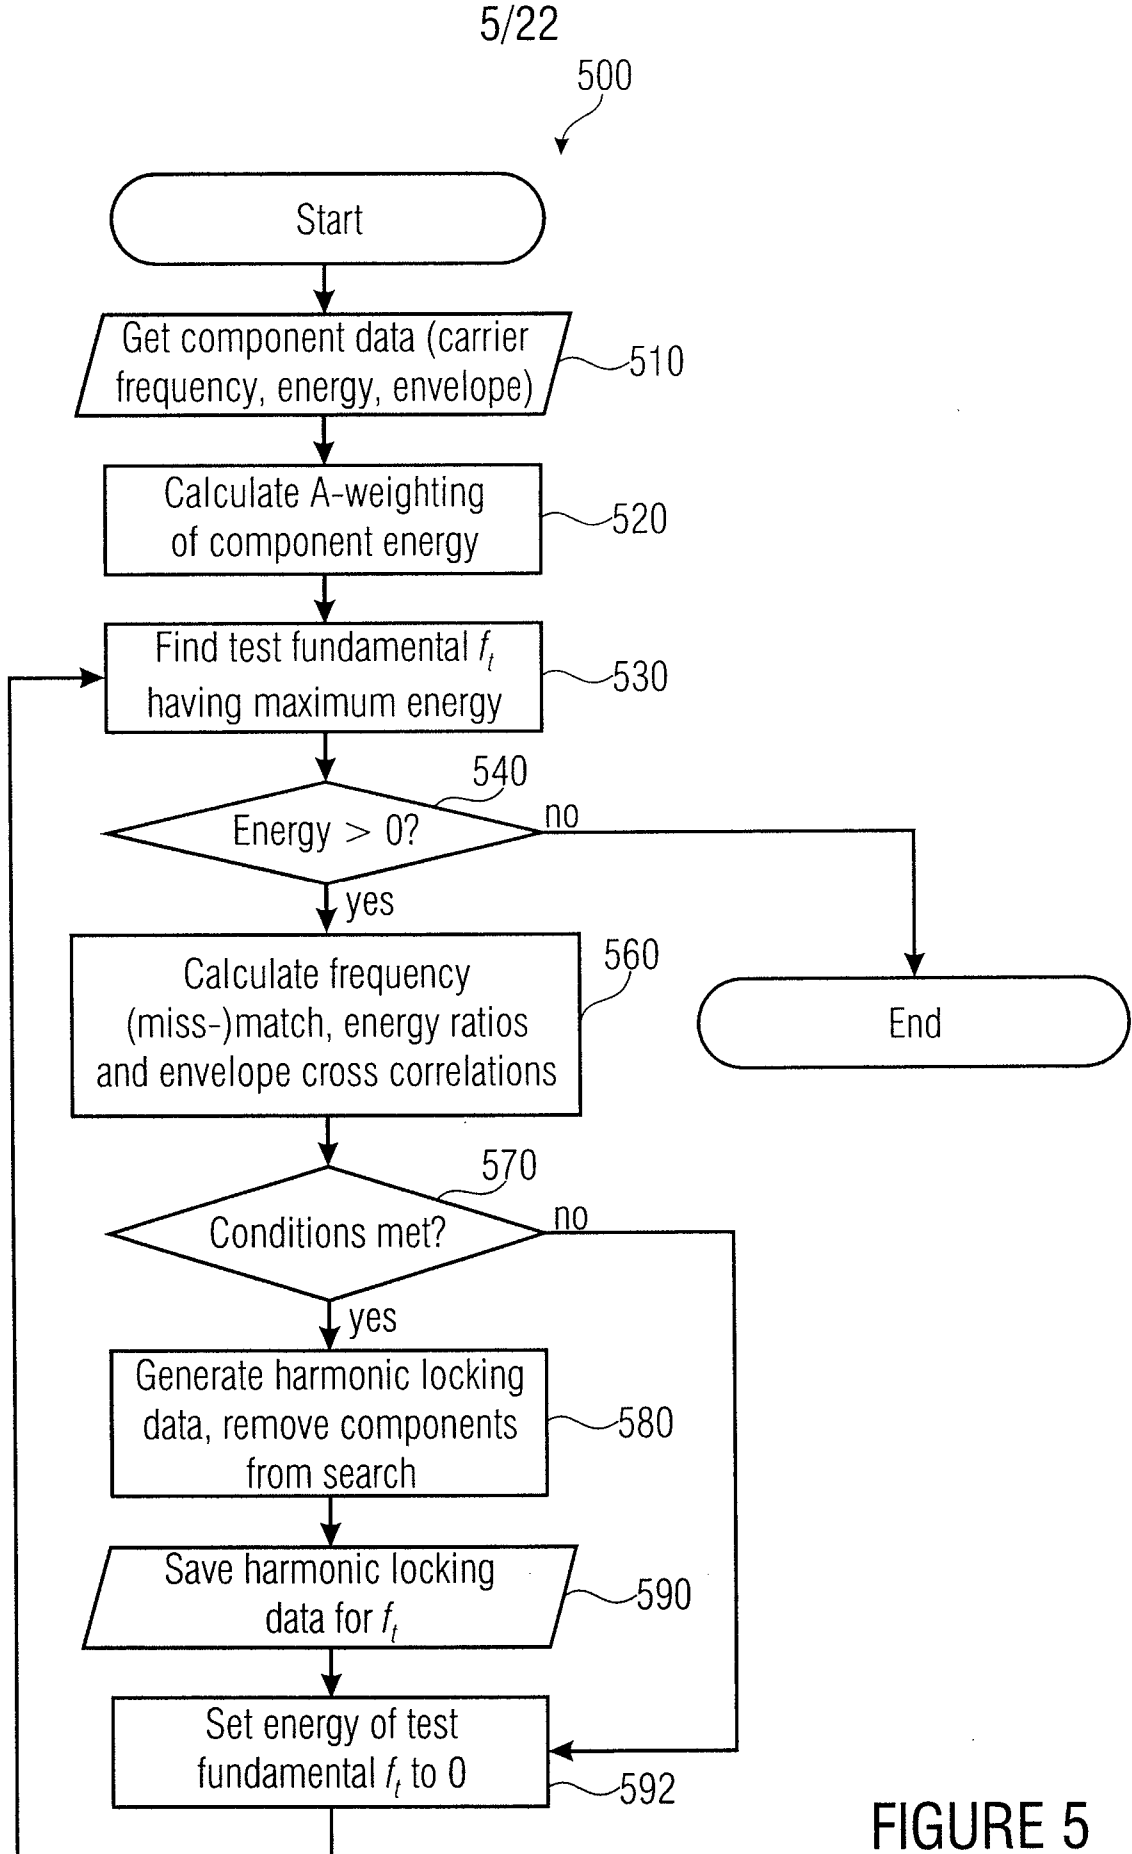 5/22
500
Start
Get component data (carrier
frequency, energy, envelope)
510
Calculate A-weighting
of component energy
520
Find test fundamental ft
having maximum energy
530
540
Energy > 0?
no
yes
Calculate frequency
(miss-)match, energy ratios
and envelope cross correlations
560
End
570
Conditions met?
no
yes
Generate harmonic locking
data, remove components
from search
580
Save harmonic locking
data for ft
590
Set energy of test
fundamental ft to 0
592
FIGURE 5